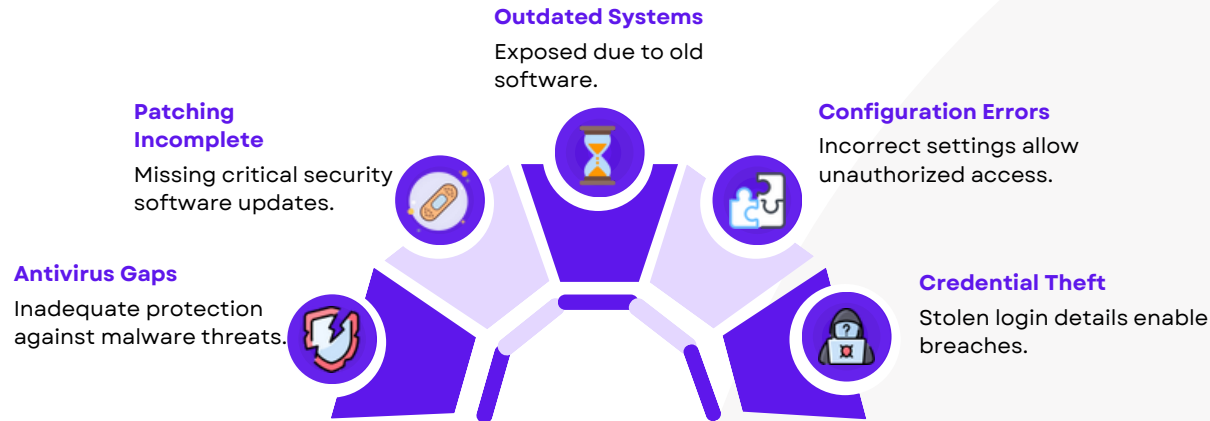 Outdated Systems
Exposed due to old
software.
Patching
Incomplete
Missing critical security
software updates.
Configuration Errors
Incorrect settings allow
unauthorized access.
Antivirus Gaps
Inadequate protection
against malware threats.
Credential Theft
Stolen login details enable
breaches.